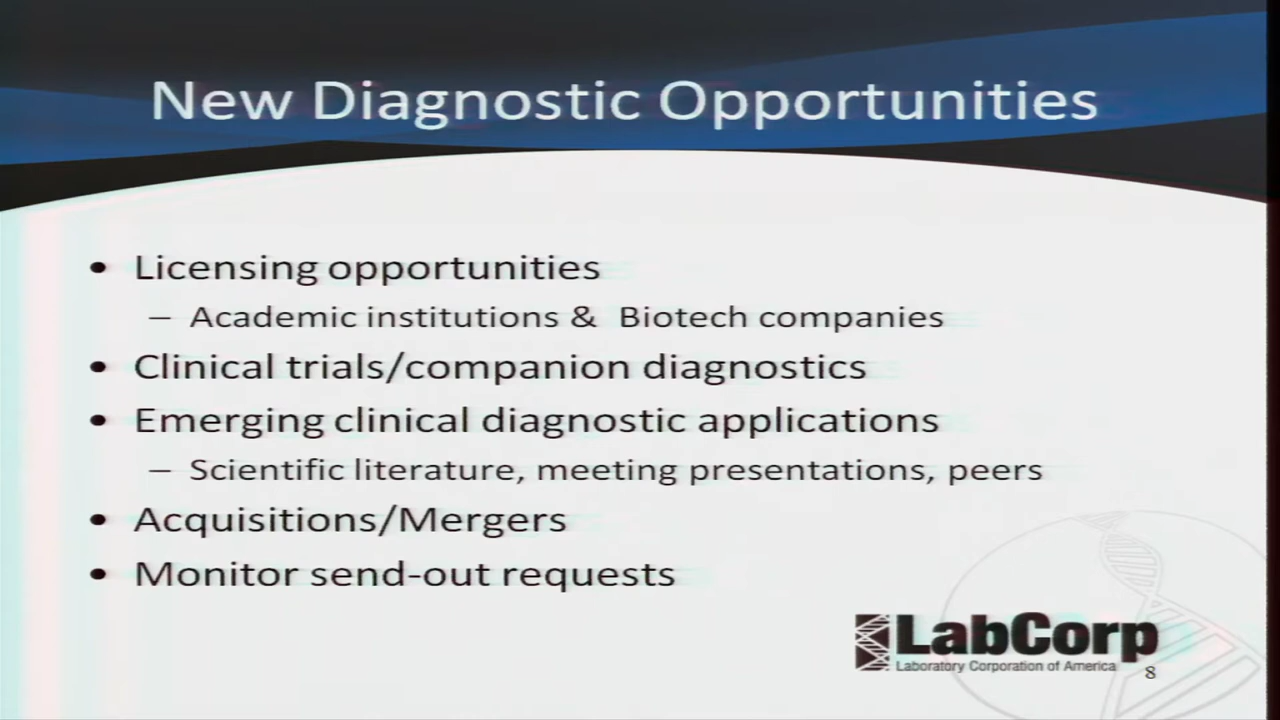 New Diagnostic Opportunities
• Licensing opportunities
– Academic institutions & Biotech companies
• Clinical trials/companion diagnostics
• Emerging clinical diagnostic applications
– Scientific literature, meeting presentations, peers
• Acquisitions/Mergers
• Monitor send-out requests
LabCorp
Laboratory Corporation of America
8